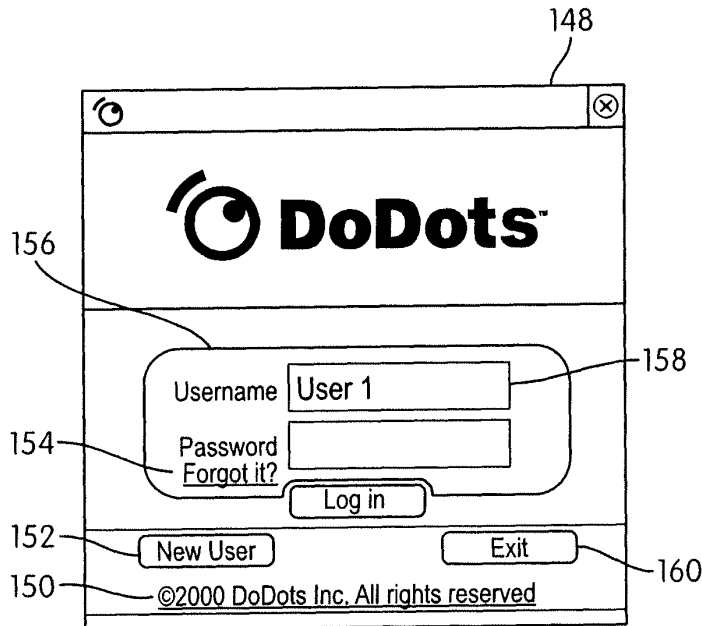 148
DoDots™
156
Username User 1 158
154 Password
Forgot it?
Log in
152 New User Exit 160
150 ©2000 DoDots Inc. All rights reserved